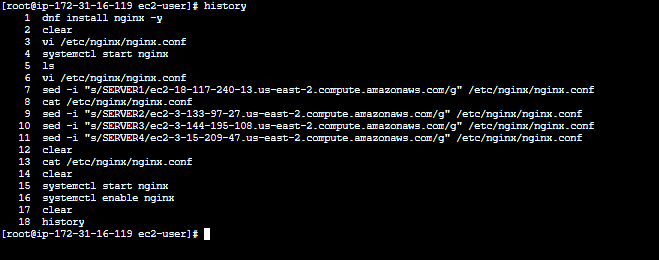 [root@ip-172-31-16-119 ec2-user]# history
1 dnf install nginx -y
2 clear
3 vi /etc/nginx/nginx.conf
4 systemctl start nginx
5 ls
6 vi /etc/nginx/nginx.conf
7 sed -i "s/SERVER1/ec2-18-117-240-13.us-east-2.compute.amazonaws.com/g" /etc/nginx/nginx.conf
8 cat /etc/nginx/nginx.conf
9 sed -i "s/SERVER2/ec2-3-133-97-27.us-east-2.compute.amazonaws.com/g" /etc/nginx/nginx.conf
10 sed -i "s/SERVER3/ec2-3-144-195-108.us-east-2.compute.amazonaws.com/g" /etc/nginx/nginx.conf
11 sed -i "s/SERVER4/ec2-3-15-209-47.us-east-2.compute.amazonaws.com/g" /etc/nginx/nginx.conf
12 clear
13 cat /etc/nginx/nginx.conf
14 clear
15 systemctl start nginx
16 systemctl enable nginx
17 clear
18 history
[root@ip-172-31-16-119 ec2-user]#